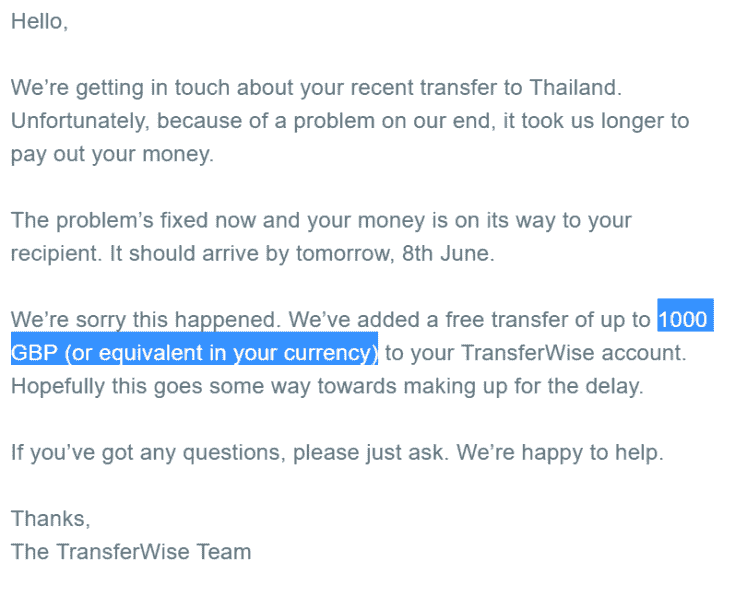 Hello,
We’re getting in touch about your recent transfer to Thailand.
Unfortunately, because of a problem on our end, it took us longer to
pay out your money.
The problem’s fixed now and your money is on its way to your
recipient. It should arrive by tomorrow, 8th June.
We’re sorry this happened. We’ve added a free transfer of up to 1000
GBP (or equivalent in your currency) to your TransferWise account.
Hopefully this goes some way towards making up for the delay.
If you’ve got any questions, please just ask. We’re happy to help.
Thanks,
The TransferWise Team